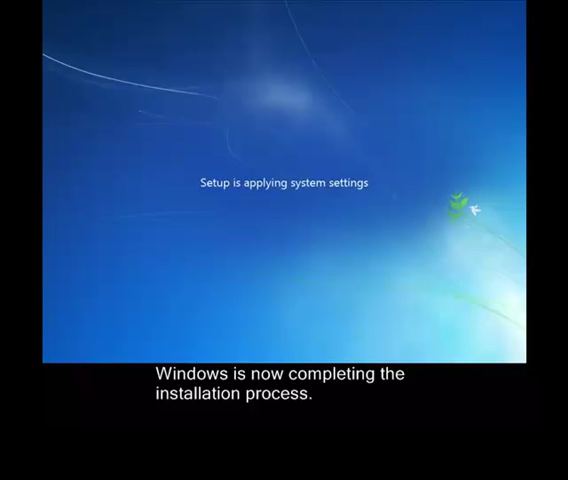 Setup is applying system settings
Windows is now completing the
installation process.